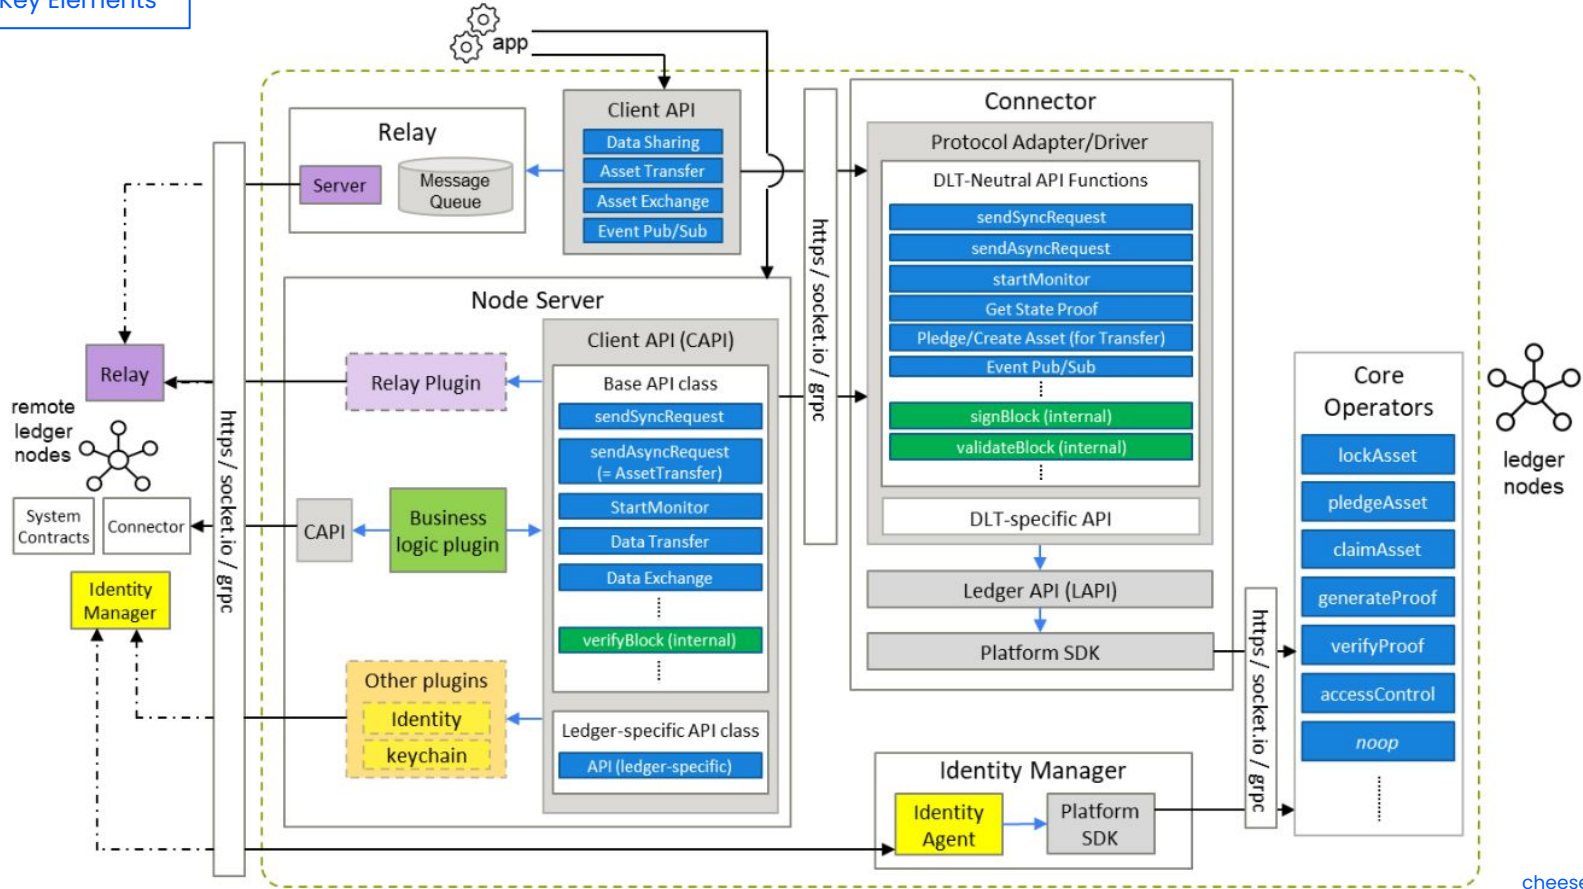 Key Elements
app
Relay
Server
Message
Queue
Client API
Data Sharing
Asset Transfer
Asset Exchange
Event Pub/Sub
https / socket.io / grpc
Connector
Protocol Adapter/Driver
DLT-Neutral API Functions
sendSyncRequest
sendAsyncRequest
startMonitor
Get State Proof
Pledge/Create Asset (for Transfer)
Event Pub/Sub
signBlock (internal)
validateBlock (internal)
DLT-specific API
Ledger API (LAPI)
Platform SDK
Node Server
Client API (CAPI)
Base API class
sendSyncRequest
sendAsyncRequest
(= AssetTransfer)
StartMonitor
Data Transfer
Data Exchange
verifyBlock (internal)
Ledger-specific API class
API (ledger-specific)
Relay Plugin
CAPI
Business
logic plugin
Other plugins
Identity
keychain
https / socket.io / grpc
Relay
remote
ledger
nodes
System
Contracts
Connector
Identity
Manager
Identity Manager
Identity
Agent
Platform
SDK
https / socket.io / grpc
Core
Operators
lockAsset
pledgeAsset
claimAsset
generateProof
verifyProof
accessControl
noop
ledger
nodes